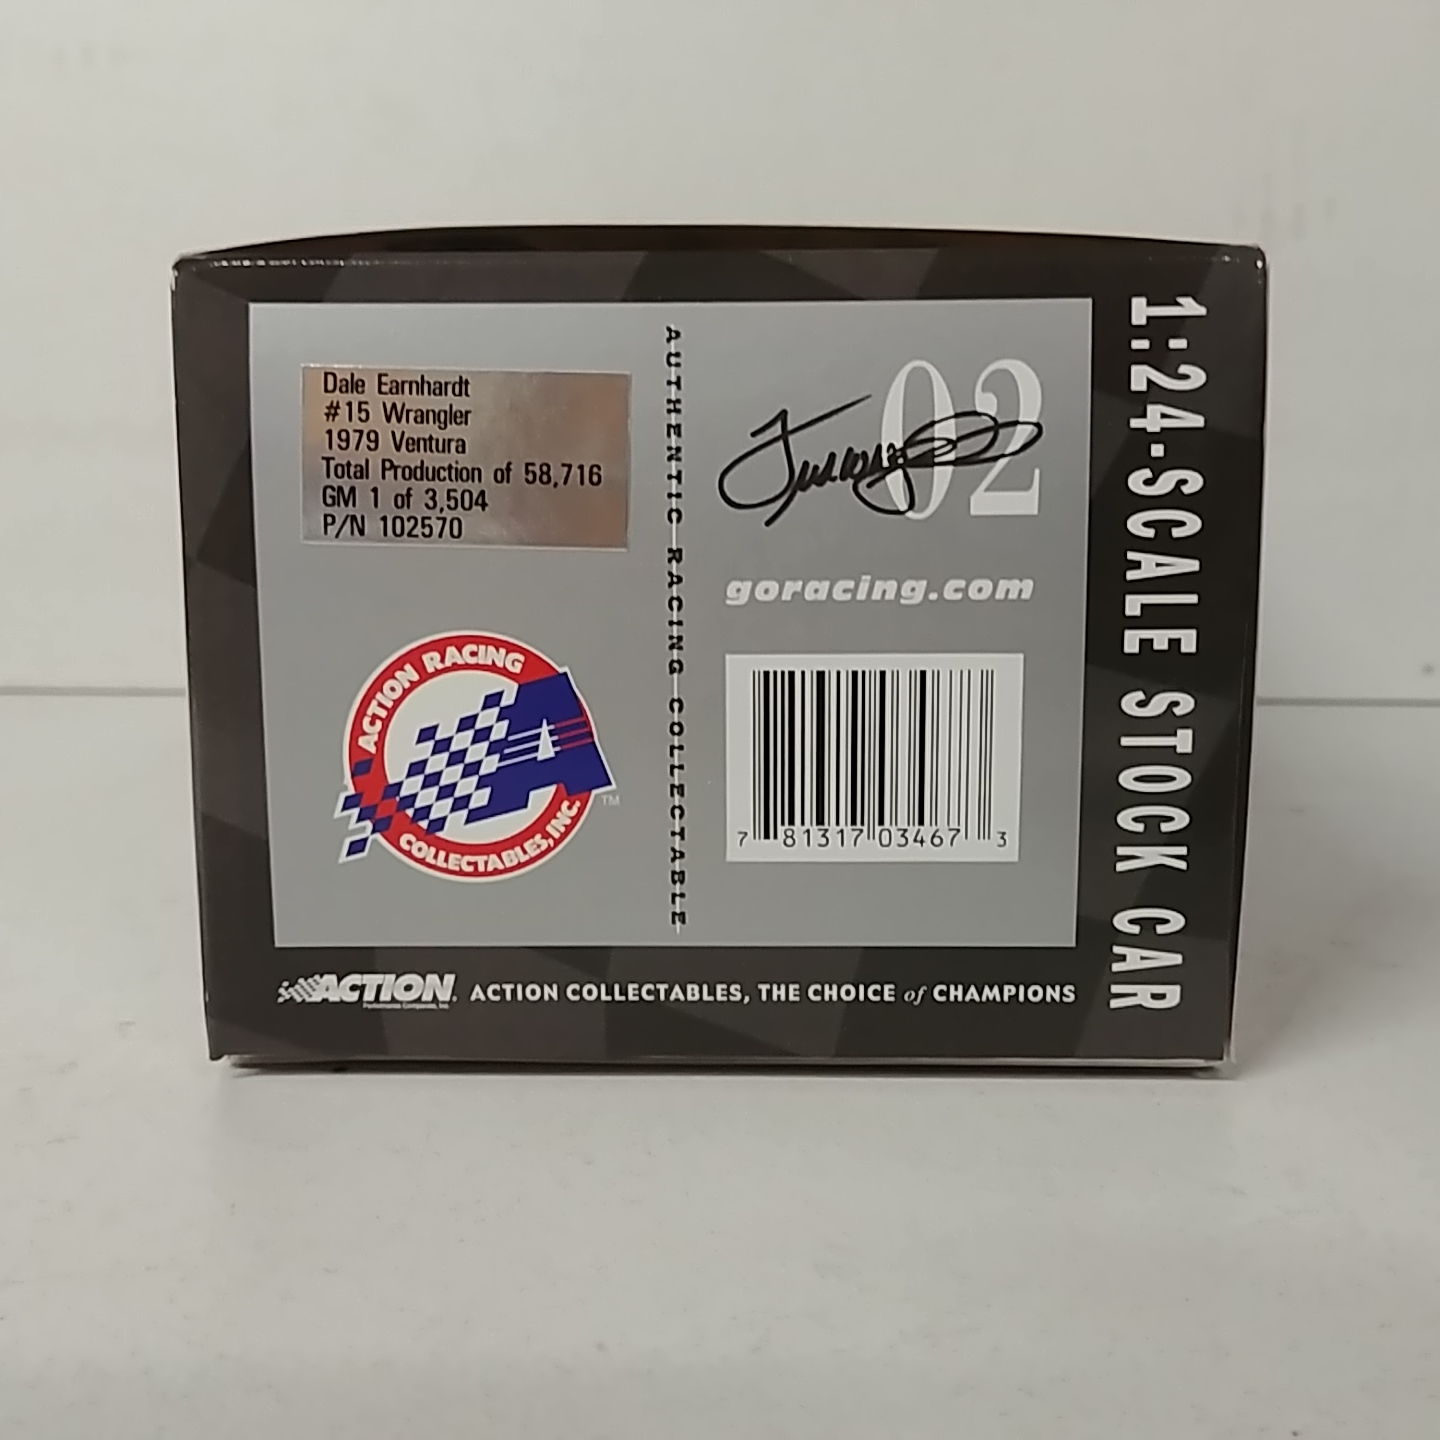 Dale Earnhardt
#15 Wrangler
1979 Ventura
Total Production of 58,716
GM 1 of 3,504
P/N 102570
ACTION RACING
COLLECTABLES, INC.
TM
AUTHENTIC RACING COLLECTABLE
02
goracing.com
7 81317 03467 3
1:24-SCALE STOCK CAR
ACTION
ACTION COLLECTABLES, THE CHOICE of CHAMPIONS